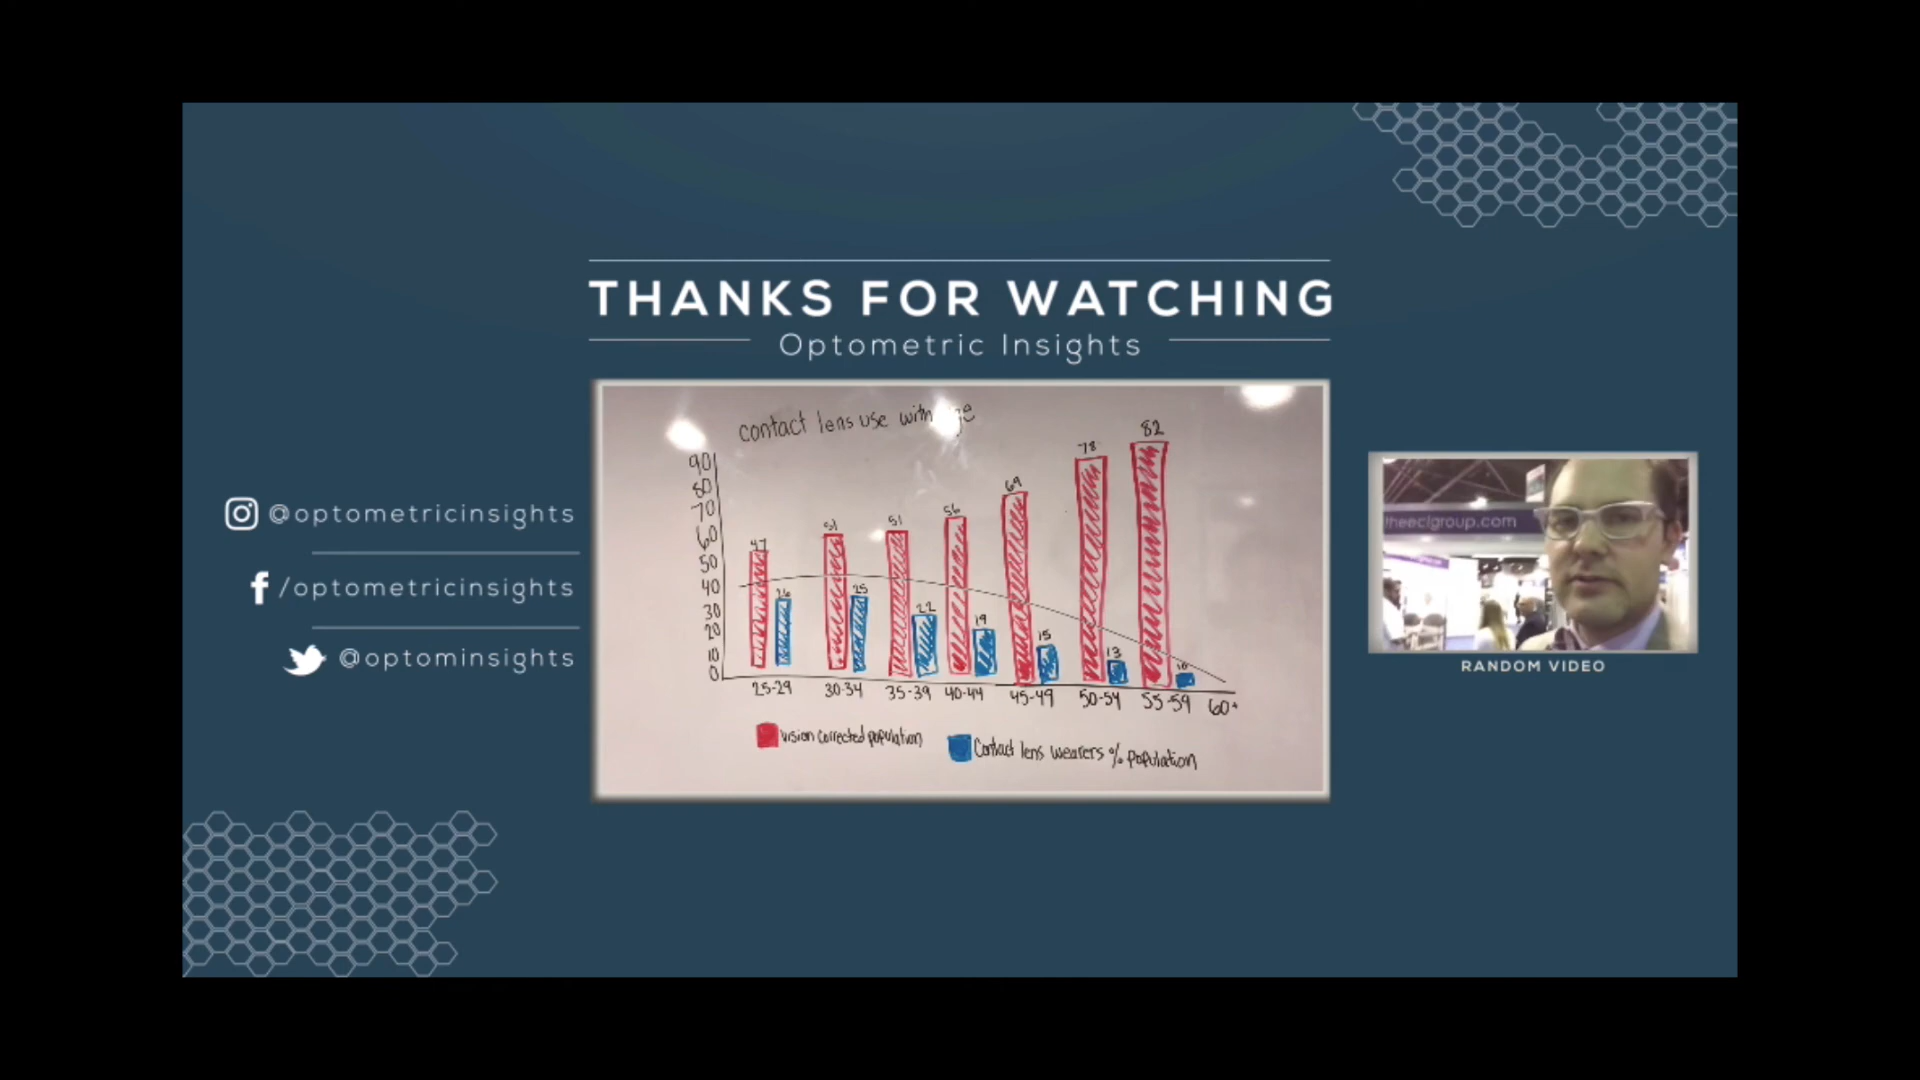 THANKS FOR WATCHING
Optometric Insights
@optometricinsights
/optometricinsights
@optominsights
contact lens use with
90
80
70
60
50
40
30
20
10
0
47 26
51 25
51 22
56 19
69 15
78 13
82 10
25-29 30-34 35-39 40-44 45-49 50-54 55-59 60+
vision corrected population
Contact lens wearers % population
theeclgroup.com
RANDOM VIDEO